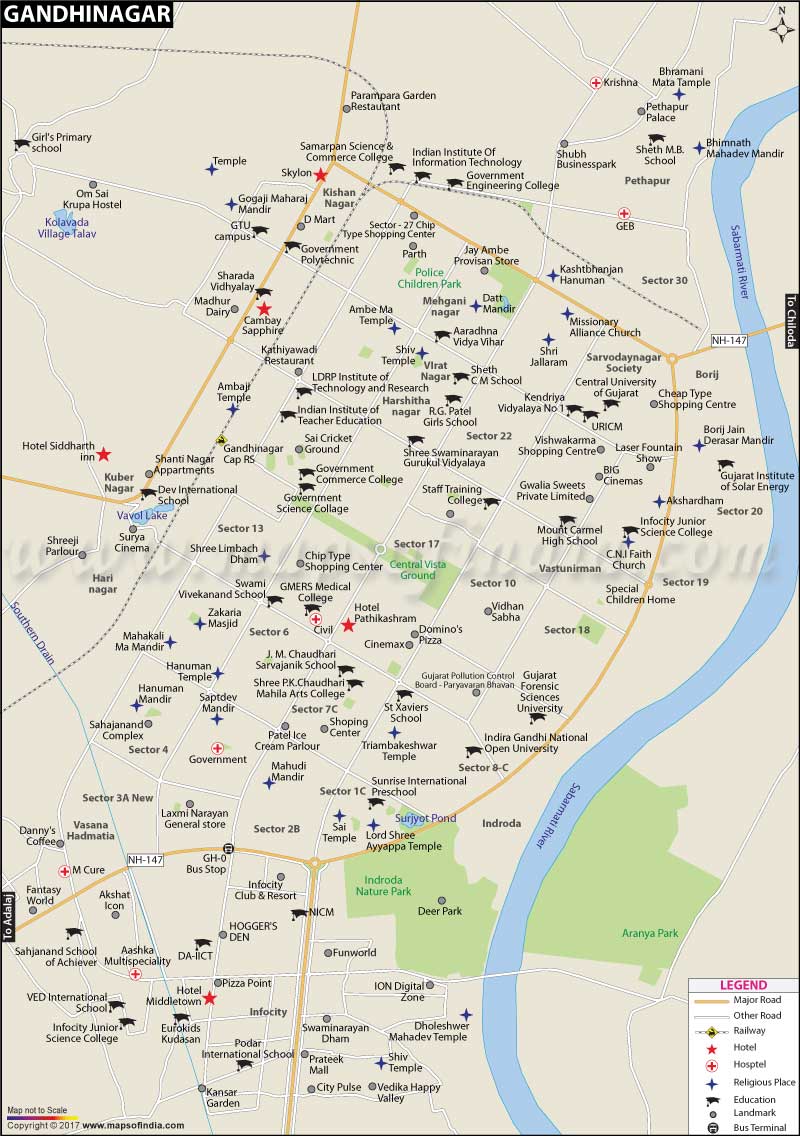 GANDHINAGAR
N
Parampara Garden
Restaurant
Krishna
Bhramani
Mata Temple
Pethapur
Palace
Girl's Primary
school
Samarpan Science &
Commerce College
Indian Institute Of
Information Technology
Shubh
Businesspark
Sheth M.B.
School
Bhimnath
Mahadev Mandir
Temple
Skylon
Government
Engineering College
Pethapur
Om Sai
Krupa Hostel
Kishan
Nagar
Gogaji Maharaj
Mandir
D Mart
Sector - 27 Chip
Type Shopping Center
GEB
Kolavada
Village Talav
GTU
campus
Government
Polytechnic
Parth
Jay Ambe
Provisan Store
Sabarmati River
Sharada
Vidhyalay
Police
Children Park
Kashtbhanjan
Hanuman
Sector 30
Madhur
Dairy
Cambay
Sapphire
Ambe Ma
Temple
Mehgani
nagar
Datt
Mandir
Missionary
Alliance Church
To Chiloda
Kathiyawadi
Restaurant
Aaradhna
Vidya Vihar
NH-147
Shiv
Temple
Shri
Jallaram
Sarvodaynagar
Society
VIrat
Nagar
Sheth
C M School
Borij
LDRP Institute of
Technology and Research
Central University
of Gujarat
Ambaji
Temple
Harshitha
nagar
R.G. Patel
Girls School
Kendriya
Vidyalaya No 1
Cheap Type
Shopping Centre
Indian Institute of
Teacher Education
URICM
Hotel Siddharth
inn
Gandhinagar
Cap RS
Sai Cricket
Ground
Sector 22
Shree Swaminarayan
Gurukul Vidyalaya
Vishwakarma
Shopping Centre
Laser Fountain
Show
Borij Jain
Derasar Mandir
Shanti Nagar
Appartments
Kuber
Nagar
Dev International
School
Government
Commerce College
BIG
Cinemas
Gujarat Institute
of Solar Energy
Government
Science Collage
Staff Training
College
Gwalia Sweets
Private Limited
Akshardham
Vavol Lake
Sector 20
Surya
Cinema
Sector 13
Mount Carmel
High School
Infocity Junior
Science College
Shreeji
Parlour
Shree Limbach
Dham
Chip Type
Shopping Center
Sector 17
Central Vista
Ground
C.N.I Faith
Church
www.mapsofindia.com
Hari
nagar
Vastunirman
Swami
Vivekanand School
GMERS Medical
College
Sector 10
Sector 19
Special
Children Home
Southern Drain
Zakaria
Masjid
Civil
Hotel
Pathikashram
Vidhan
Sabha
Mahakali
Ma Mandir
Sector 6
Cinemax
Domino's
Pizza
Sector 18
Hanuman
Temple
J. M. Chaudhari
Sarvajanik School
Hanuman
Mandir
Saptdev
Mandir
Shree P.K.Chaudhari
Mahila Arts College
Gujarat Pollution Control
Board - Paryavaran Bhavan
Gujarat
Forensic
Sciences
University
Sector 7C
St Xaviers
School
Sahajanand
Complex
Patel Ice
Cream Parlour
Shoping
Center
Triambakeshwar
Temple
Indira Gandhi National
Open University
Sector 4
Government
Mahudi
Mandir
Sector 8-C
Sector 3A New
Sector 1C
Sunrise International
Preschool
Sabarmati River
Laxmi Narayan
General store
Surjyot Pond
Danny's
Coffee
Vasana
Hadmatia
Sector 2B
Sai
Temple
Lord Shree
Ayyappa Temple
Indroda
NH-147
GH-0
Bus Stop
M Cure
Fantasy
World
Akshat
Icon
Infocity
Club & Resort
Indroda
Nature Park
To Adalaj
NICM
Deer Park
HOGGER'S
DEN
Aranya Park
Sahjanand School
of Achiever
Aashka
Multispeciality
DA-IICT
Funworld
Pizza Point
ION Digital
Zone
VED International
School
Hotel
Middletown
Infocity
Infocity Junior
Science College
Eurokids
Kudasan
Swaminarayan
Dham
Dholeshwer
Mahadev Temple
Podar
International School
Prateek
Mall
Shiv
Temple
Kansar
Garden
City Pulse
Vedika Happy
Valley
LEGEND
Major Road
Other Road
Railway
Hotel
Hosptel
Religious Place
Education
Landmark
Bus Terminal
Map not to Scale
Copyright © 2017 www.mapsofindia.com